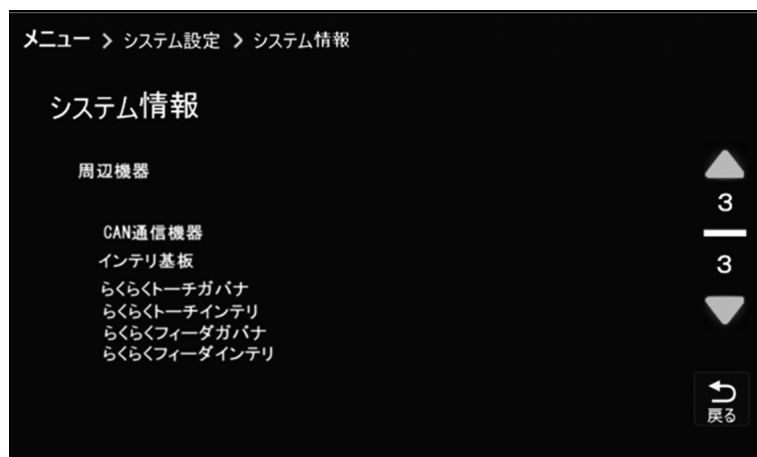 メニュー > システム設定 > システム情報
システム情報
周辺機器
CAN通信機器
インテリ基板
らくらくトーチガバナ
らくらくトーチインテリ
らくらくフィーダガバナ
らくらくフィーダインテリ
3
3
戻る